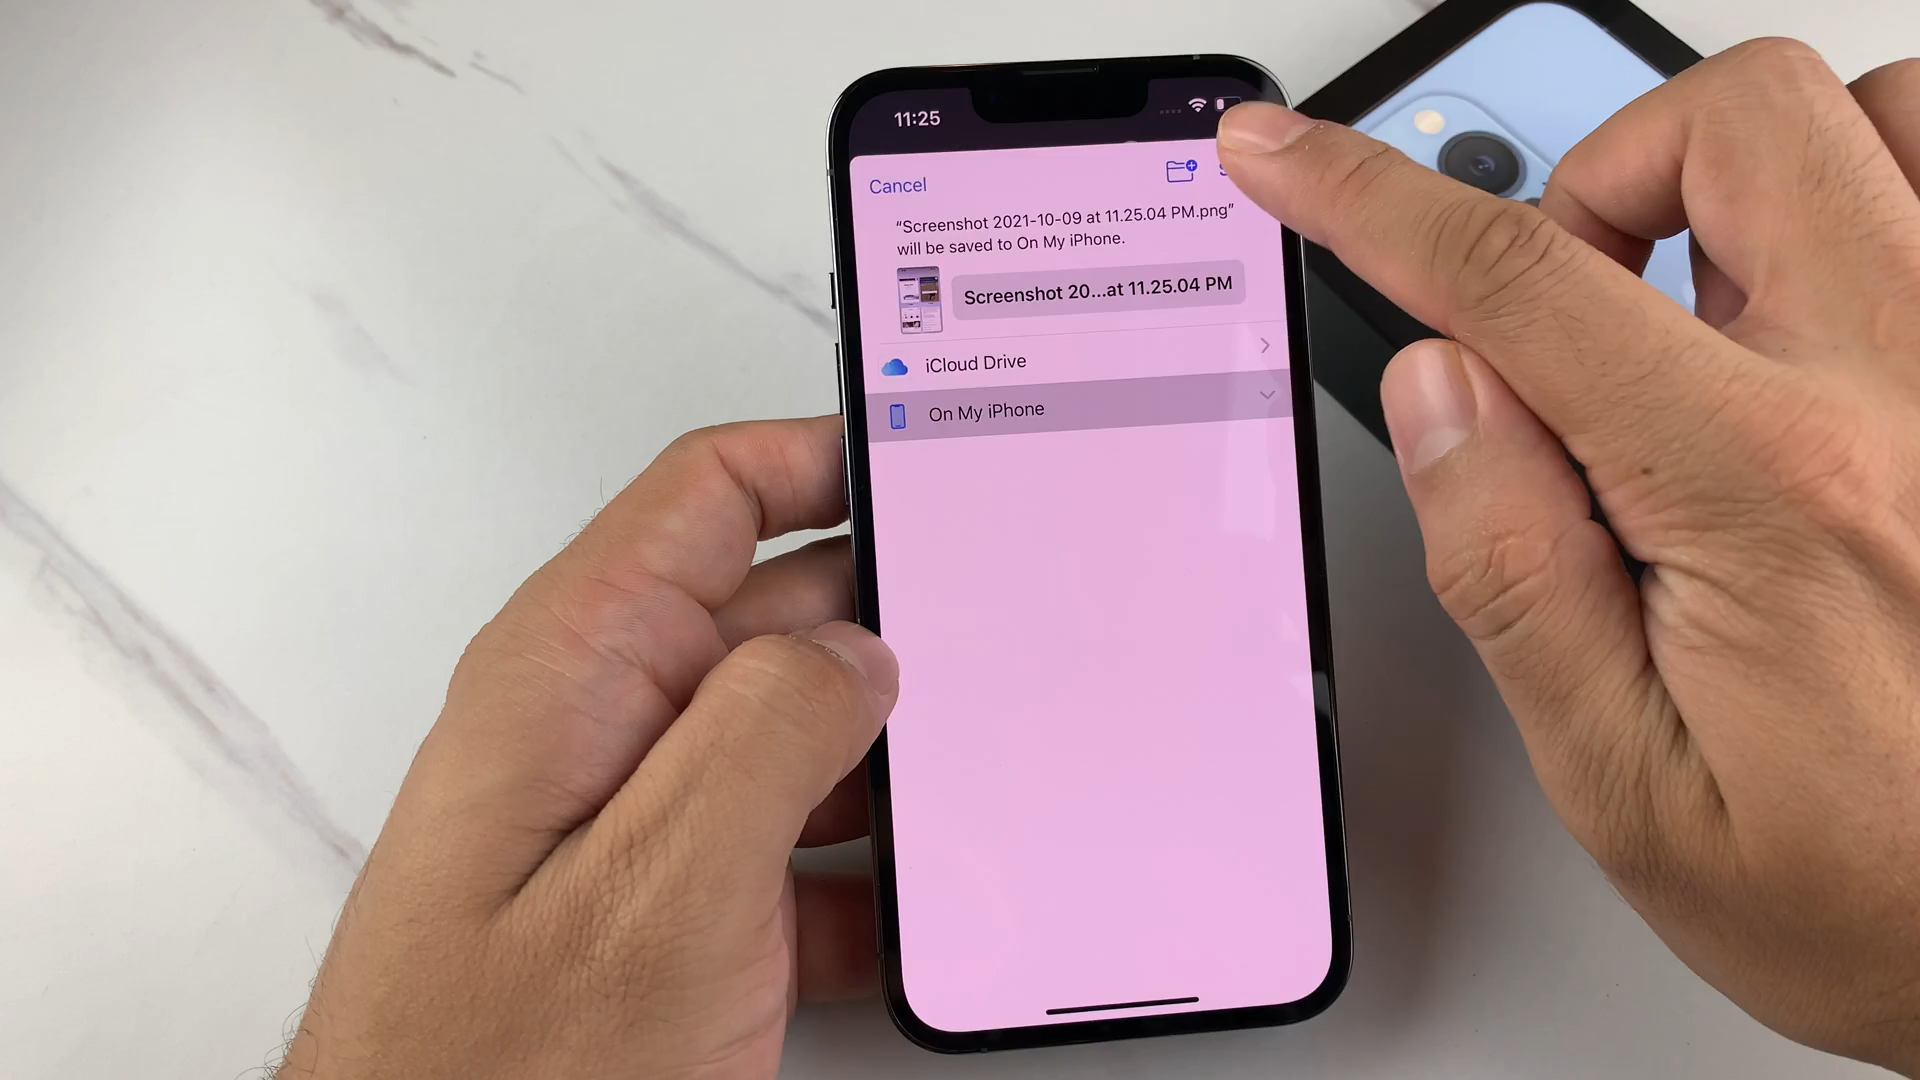 11:25
Cancel
“Screenshot 2021-10-09 at 11.25.04 PM.png”
will be saved to On My iPhone.
Screenshot 20...at 11.25.04 PM
iCloud Drive
On My iPhone